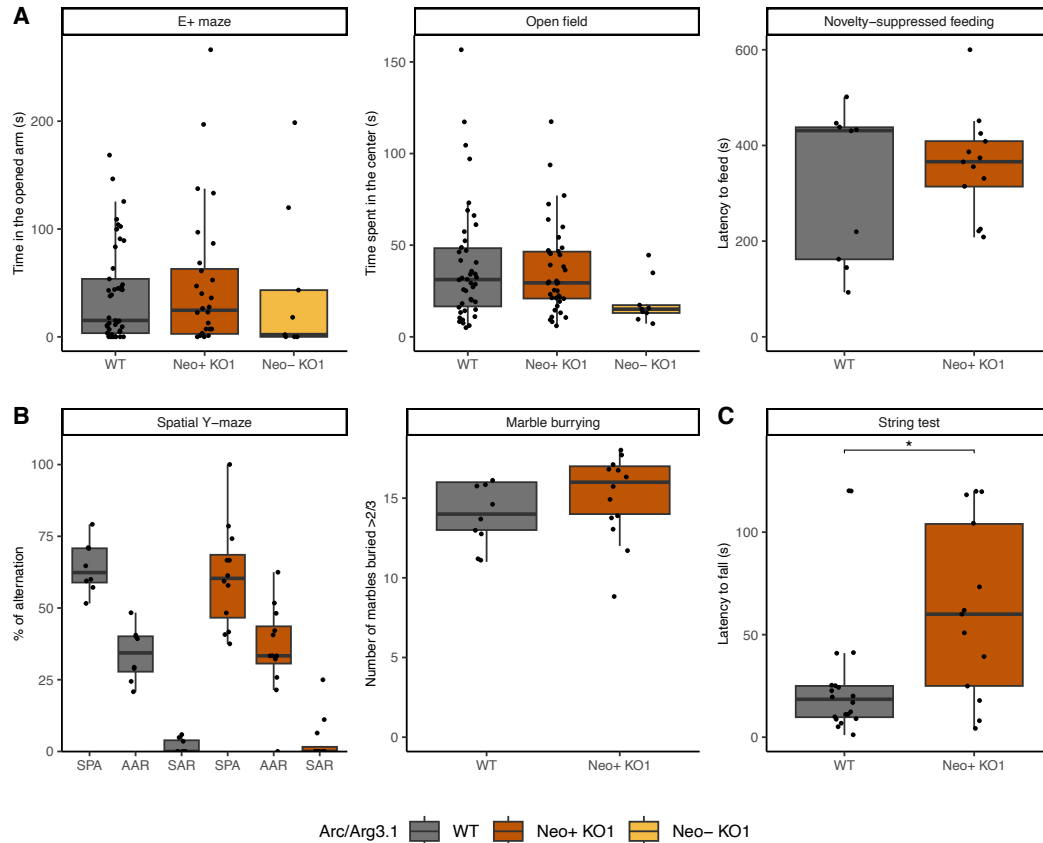 A
E+ maze
Open field
Novelty−suppressed feeding
Time in the opened arm (s)
200
100
0
WT Neo+ KO1 Neo− KO1
Time spent in the center (s)
150
100
50
0
WT Neo+ KO1 Neo− KO1
Latency to feed (s)
600
400
200
0
WT Neo+ KO1
B
Spatial Y−maze
Marble burrying
C
String test
% of alternation
100
75
50
25
0
SPA AAR SAR SPA AAR SAR
Number of marbles buried >2/3
15
10
5
0
WT Neo+ KO1
*
Latency to fall (s)
100
50
0
WT Neo+ KO1
Arc/Arg3.1 WT Neo+ KO1 Neo− KO1